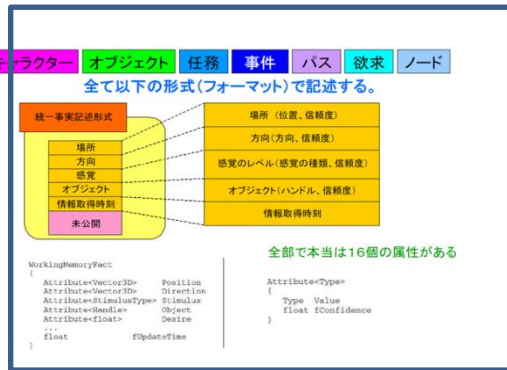 キャラクター オブジェクト 任務 事件 パス 欲求 ノード
全て以下の形式(フォーマット)で記述する。
統一事実記述形式
場所
方向
感覚
オブジェクト
情報取得時刻
未公開
場所 (位置、信頼度)
方向(方向、信頼度)
感覚のレベル(感覚の種類、信頼度)
オブジェクト(ハンドル、信頼度)
情報取得時刻
全部で本当は16個の属性がある
WorkingMemoryFact
{
Attribute<Vector3D> Position
Attribute<Vector3D> Direction
Attribute<StimulusType> Stimulus
Attribute<Handle> Object
Attribute<float> Desire
...
float fUpdateTime
}
Attribute<Type>
{
Type Value
float fConfidence
}